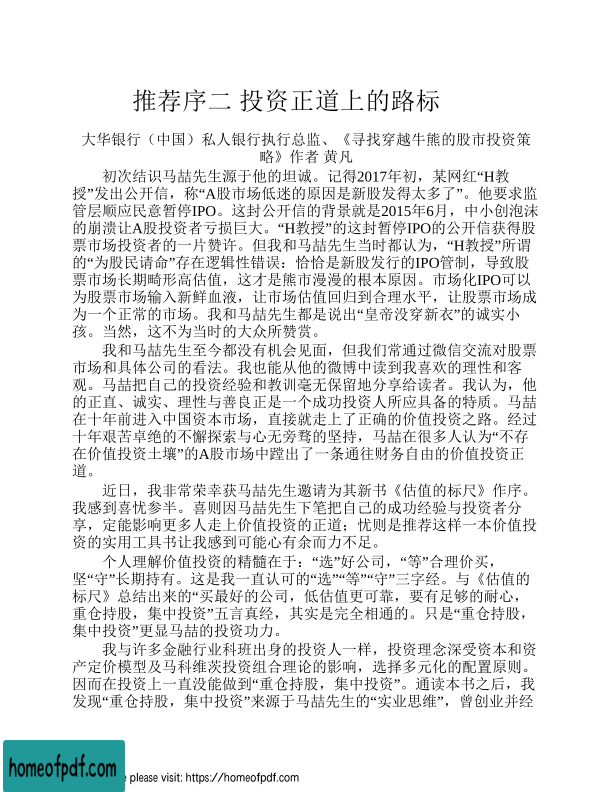 推荐序二 投资正道上的路标
大华银行（中国）私人银行执行总监、《寻找穿越牛熊的股市投资策
略》作者 黄凡
初次结识马喆先生源于他的坦诚。记得2017年初，某网红“H教
授”发出公开信，称“A股市场低迷的原因是新股发得太多了”。他要求监
管层顺应民意暂停IPO。这封公开信的背景就是2015年6月，中小创泡沫
的崩溃让A股投资者亏损巨大。“H教授”的这封暂停IPO的公开信获得股
票市场投资者的一片赞许。但我和马喆先生当时都认为，“H教授”所谓
的“为股民请命”存在逻辑性错误：恰恰是新股发行的IPO管制，导致股
票市场长期畸形高估值，这才是熊市漫漫的根本原因。市场化IPO可以
为股票市场输入新鲜血液，让市场估值回归到合理水平，让股票市场成
为一个正常的市场。我和马喆先生都是说出“皇帝没穿新衣”的诚实小
孩。当然，这不为当时的大众所赞赏。
我和马喆先生至今都没有机会见面，但我们常通过微信交流对股票
市场和具体公司的看法。我也能从他的微博中读到我喜欢的理性和客
观。马喆把自己的投资经验和教训毫无保留地分享给读者。我认为，他
的正直、诚实、理性与善良正是一个成功投资人所应具备的特质。马喆
在十年前进入中国资本市场，直接就走上了正确的价值投资之路。经过
十年艰苦卓绝的不懈探索与心无旁骛的坚持，马喆在很多人认为“不存
在价值投资土壤”的A股市场中蹚出了一条通往财务自由的价值投资正
道。
近日，我非常荣幸获马喆先生邀请为其新书《估值的标尺》作序。
我感到喜忧参半。喜则因马喆先生下笔把自己的成功经验与投资者分
享，定能影响更多人走上价值投资的正道；忧则是推荐这样一本价值投
资的实用工具书让我感到可能心有余而力不足。
个人理解价值投资的精髓在于：“选”好公司，“等”合理价买，
坚“守”长期持有。这是我一直认可的“选”“等”“守”三字经。与《估值的
标尺》总结出来的“买最好的公司，低估值更可靠，要有足够的耐心，
重仓持股，集中投资”五言真经，其实是完全相通的。只是“重仓持股，
集中投资”更显马喆的投资功力。
我与许多金融行业科班出身的投资人一样，投资理念深受资本和资
产定价模型及马科维茨投资组合理论的影响，选择多元化的配置原则。
因而在投资上一直没能做到“重仓持股，集中投资”。通读本书之后，我
发现“重仓持股，集中投资”来源于马喆先生的“实业思维”，曾创业并经
homeofpdf.com
please visit: https://homeofpdf.com